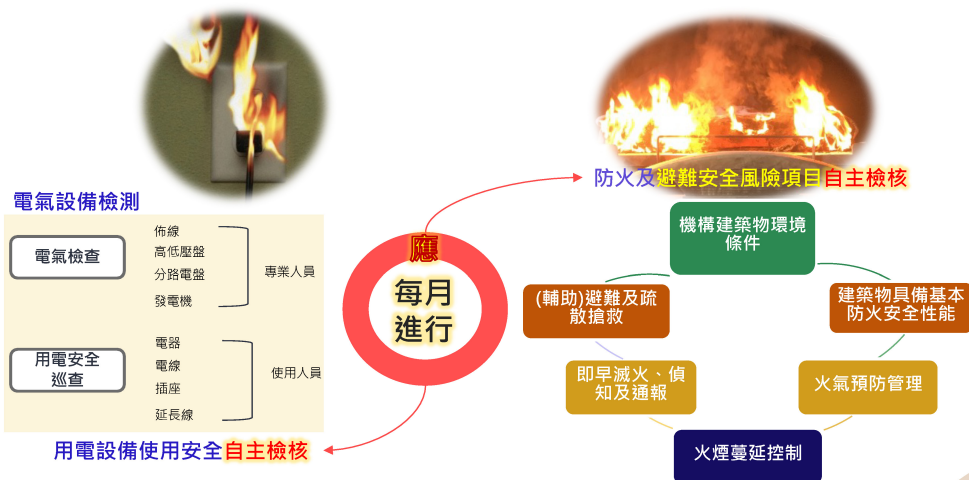 電氣設備檢測
電氣檢查
佈線
高低壓盤
分路電盤
發電機
專業人員
用電安全
巡查
電器
電線
插座
延長線
使用人員
用電設備使用安全自主檢核
應
每月
進行
防火及避難安全風險項目自主檢核
機構建築物環境
條件
建築物具備基本
防火安全性能
火氣預防管理
火煙蔓延控制
即早滅火、偵
知及通報
(輔助)避難及疏
散搶救